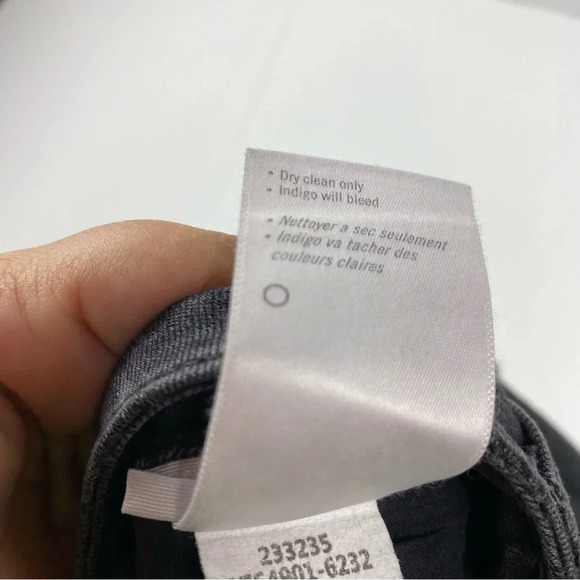 • Dry clean only
• Indigo will bleed
• Nettoyer a sec seulement
• Indigo va tacher des
couleurs claires
233235